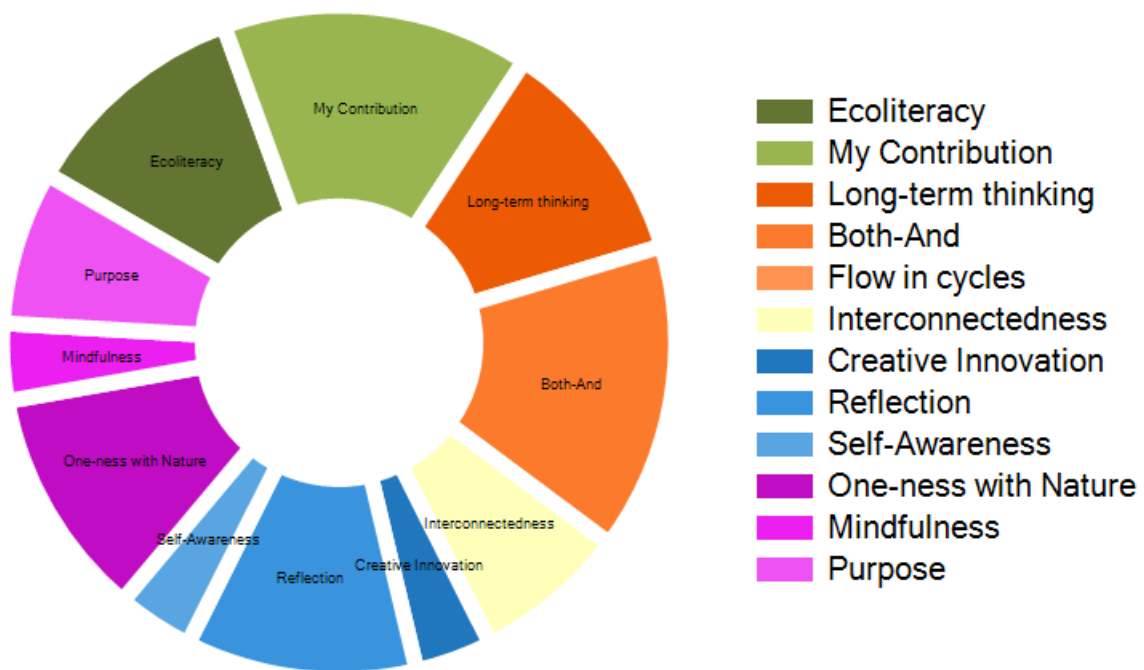 My Contribution
Ecoliteracy
Long-term thinking
Purpose
Mindfulness
Both-And
One-ness with Nature
Interconnectedness
Self-Awareness
Creative Innovation
Reflection
Ecoliteracy
My Contribution
Long-term thinking
Both-And
Flow in cycles
Interconnectedness
Creative Innovation
Reflection
Self-Awareness
One-ness with Nature
Mindfulness
Purpose